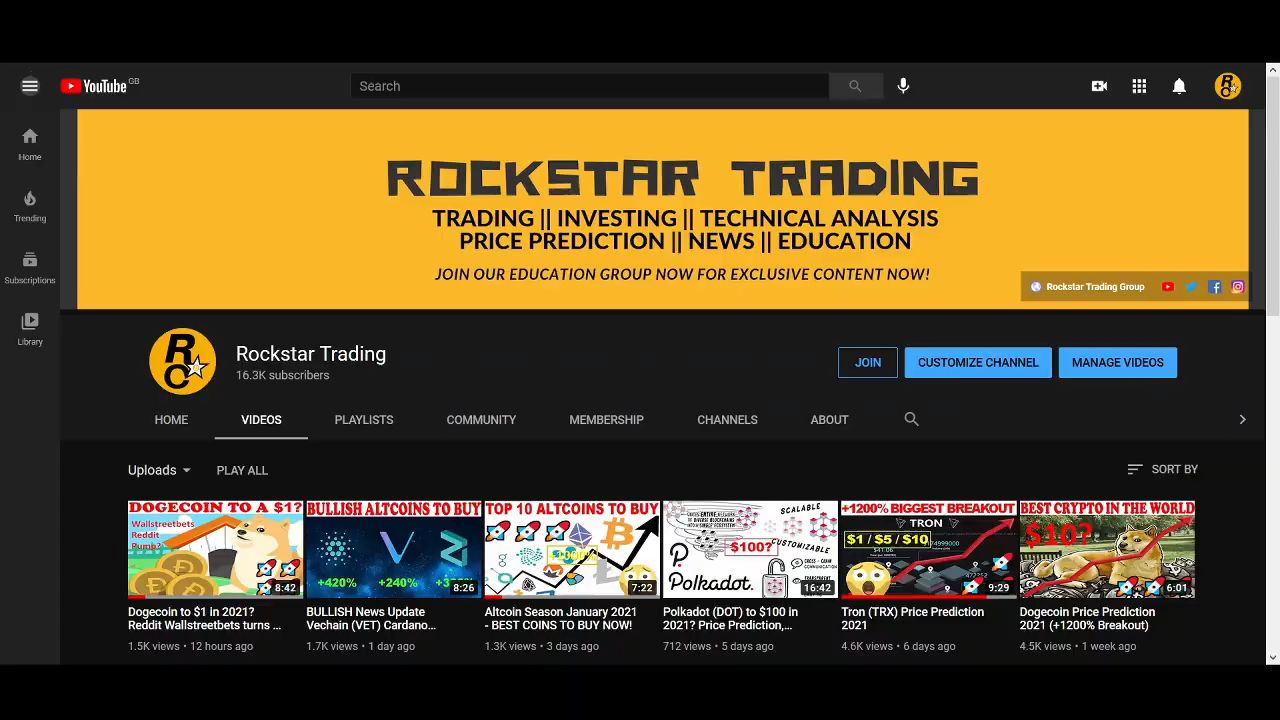 YouTube GB
Search
Home
Trending
Subscriptions
Library
ROCKSTAR TRADING
TRADING || INVESTING || TECHNICAL ANALYSIS
PRICE PREDICTION || NEWS || EDUCATION
JOIN OUR EDUCATION GROUP NOW FOR EXCLUSIVE CONTENT NOW!
Rockstar Trading Group
Rockstar Trading
16.3K subscribers
JOIN
CUSTOMIZE CHANNEL
MANAGE VIDEOS
HOME
VIDEOS
PLAYLISTS
COMMUNITY
MEMBERSHIP
CHANNELS
ABOUT
Uploads
PLAY ALL
SORT BY
DOGECOIN TO A $1?
Wallstreetbets
Reddit
Pump?
8:42
Dogecoin to $1 in 2021?
Reddit Wallstreetbets turns ...
1.5K views • 12 hours ago
BULLISH ALTCOINS TO BUY
+420%
+240%
8:26
BULLISH News Update
Vechain (VET) Cardano...
1.7K views • 1 day ago
TOP 10 ALTCOINS TO BUY
7:22
Altcoin Season January 2021
- BEST COINS TO BUY NOW!
1.3K views • 3 days ago
SCALABLE
$100?
CUSTOMIZABLE
Polkadot.
16:42
Polkadot (DOT) to $100 in
2021? Price Prediction,...
712 views • 5 days ago
+1200% BIGGEST BREAKOUT
TRON
$1 / $5 / $10
9:29
Tron (TRX) Price Prediction
2021
4.6K views • 6 days ago
BEST CRYPTO IN THE WORLD
$10?
6:01
Dogecoin Price Prediction
2021 (+1200% Breakout)
4.5K views • 1 week ago